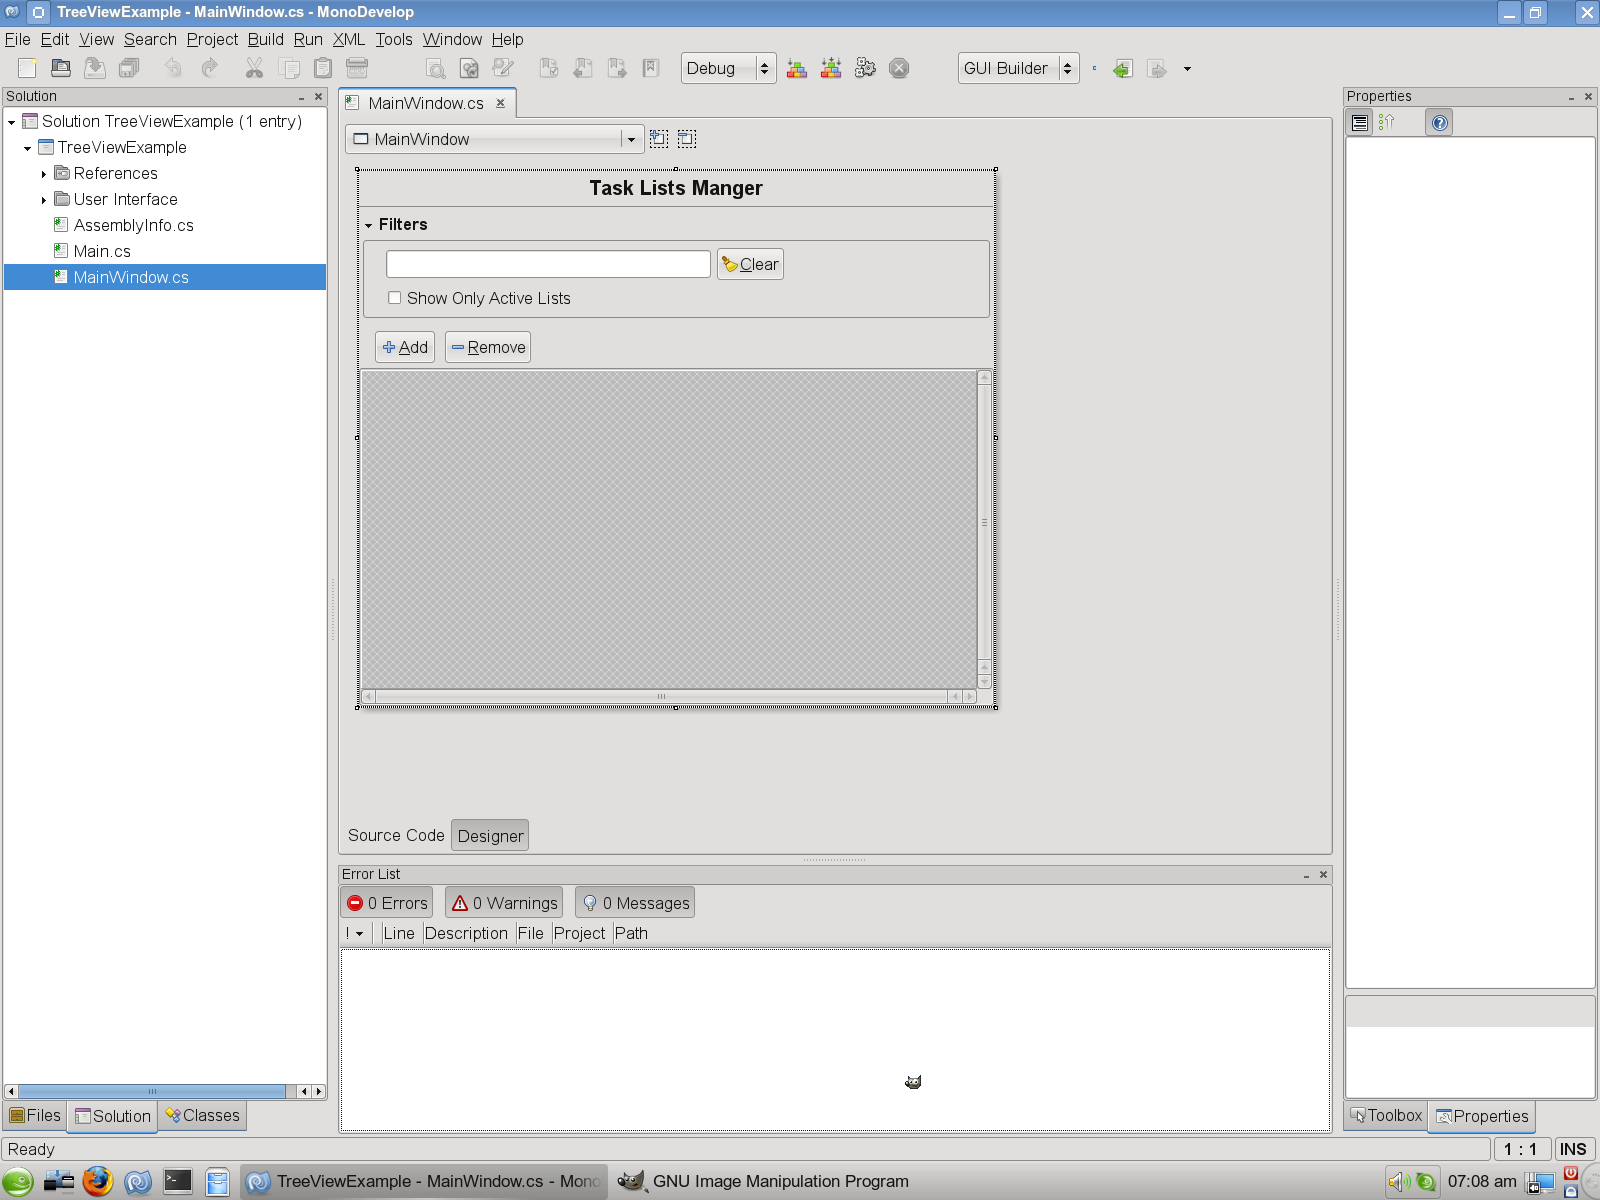 TreeViewExample - MainWindow.cs - MonoDevelop
File Edit View Search Project Build Run XML Tools Window Help
Debug
GUI Builder
Solution
Solution TreeViewExample (1 entry)
TreeViewExample
References
User Interface
AssemblyInfo.cs
Main.cs
MainWindow.cs
Files Solution Classes
MainWindow.cs
MainWindow
Task Lists Manger
Filters
Clear
Show Only Active Lists
Add Remove
Source Code Designer
Error List
0 Errors 0 Warnings 0 Messages
! Line Description File Project Path
Properties
Toolbox Properties
Ready 1 : 1 INS
TreeViewExample - MainWindow.cs - Mono
GNU Image Manipulation Program
07:08 am